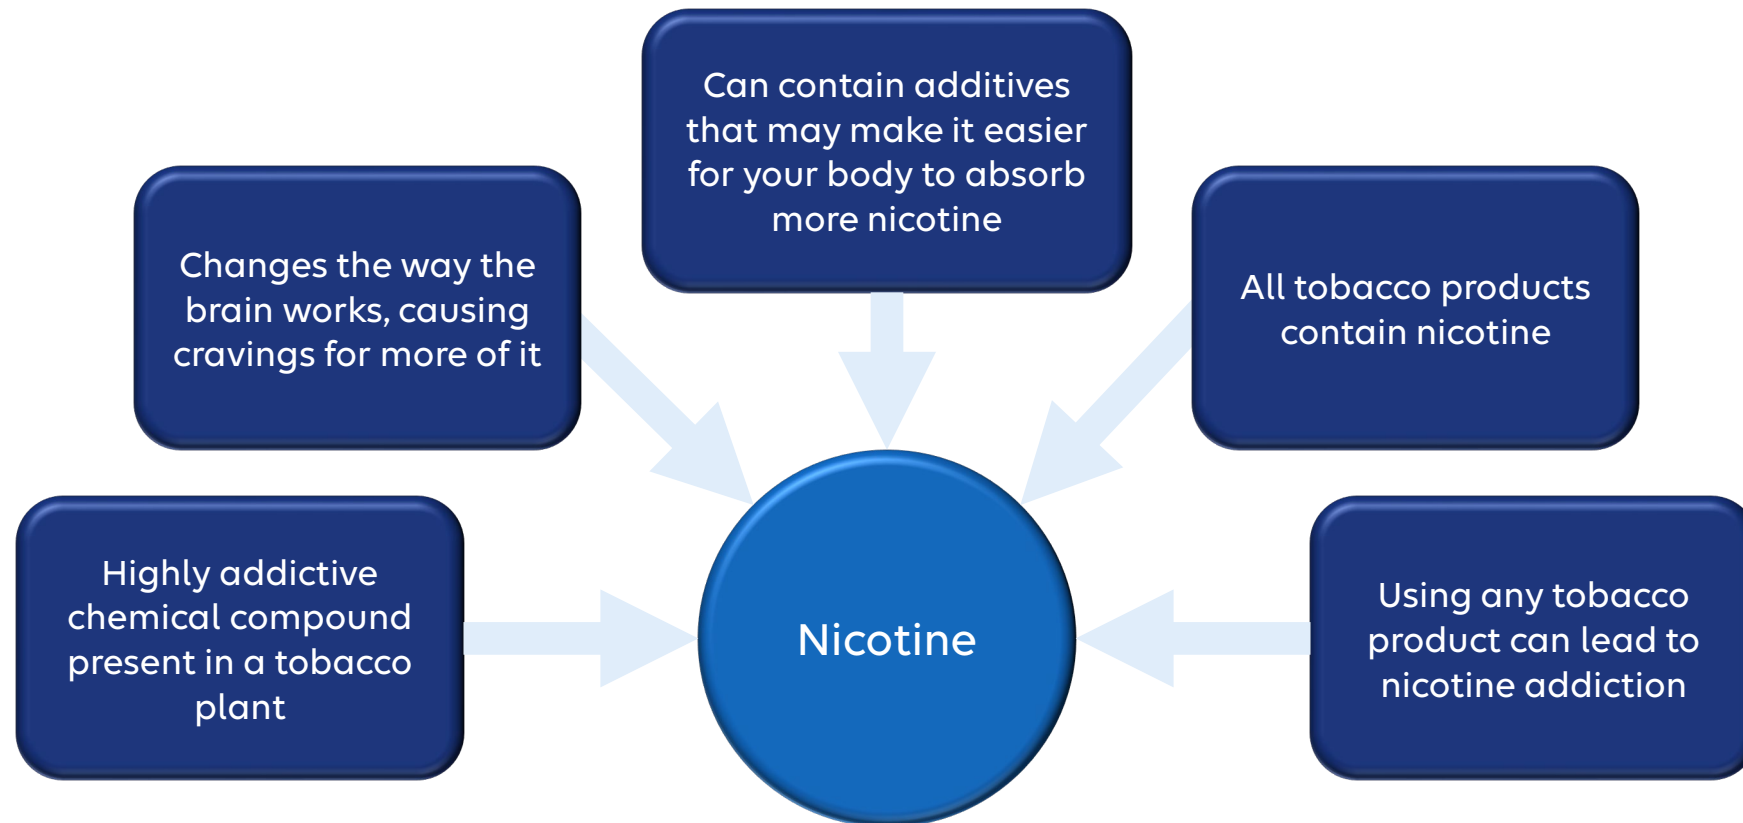 Can contain additives
that may make it easier
for your body to absorb
more nicotine
Changes the way the
brain works, causing
cravings for more of it
All tobacco products
contain nicotine
Highly addictive
chemical compound
present in a tobacco
plant
Nicotine
Using any tobacco
product can lead to
nicotine addiction